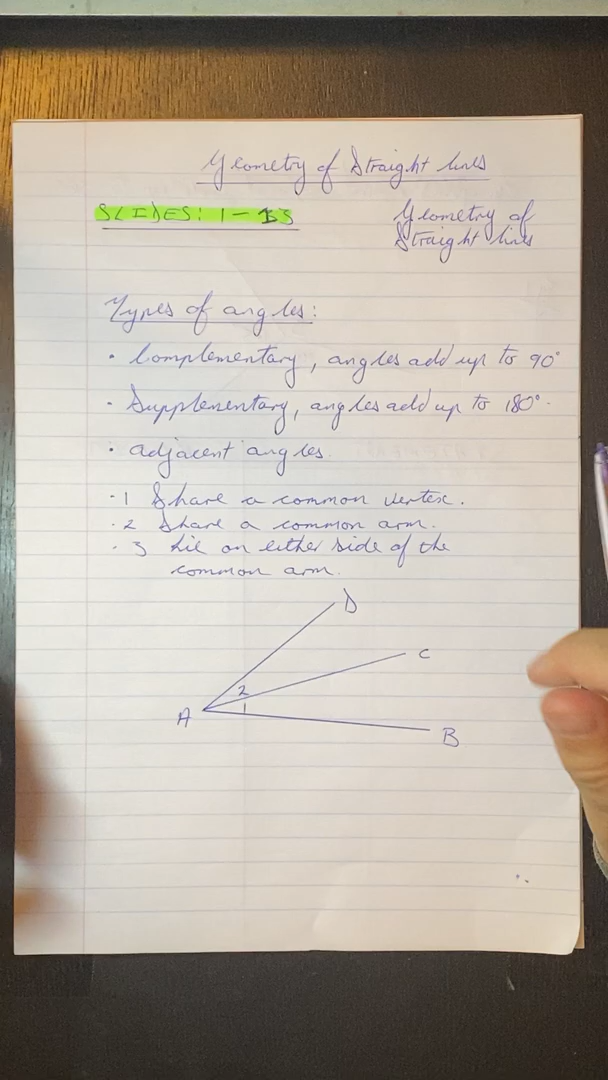 Geometry of Straight lines
SLIDES: 1-13
Geometry of
Straight lines
Types of angles:
• Complementary, angles add up to 90°
• Supplementary, angles add up to 180°.
• adjacent angles.
• 1 Share a common vertex.
• 2 Share a common arm.
• 3 Lie on either side of the
common arm.
D
C
2
A 1
B